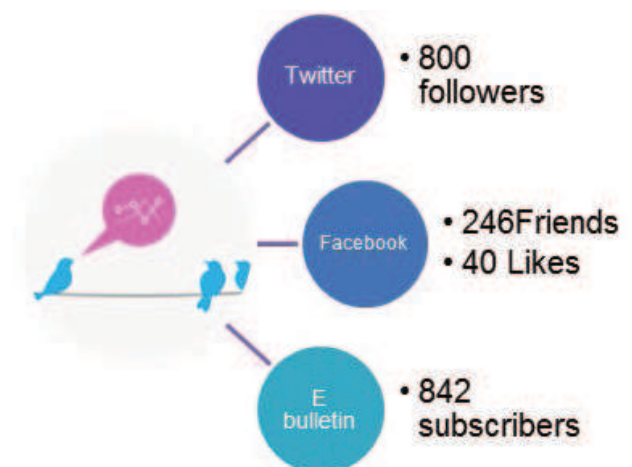 Twitter
• 800
followers
Facebook
• 246Friends
• 40 Likes
E
bulletin
• 842
subscribers